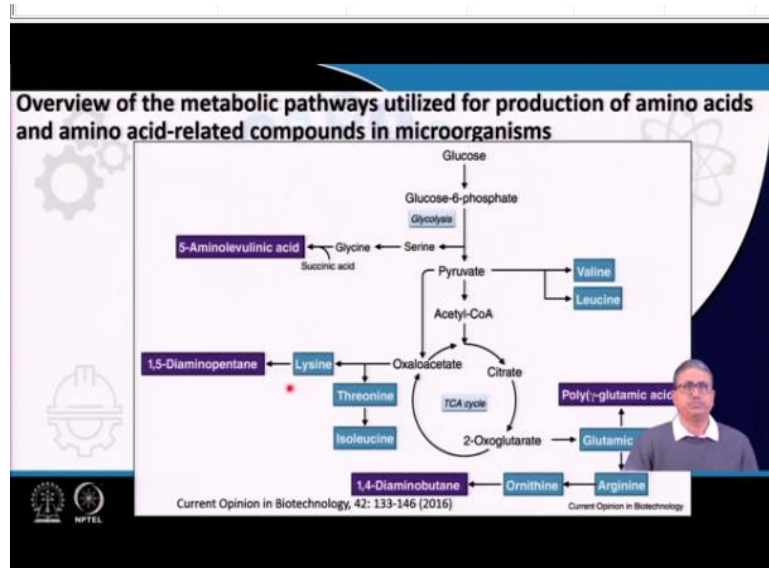 Overview of the metabolic pathways utilized for production of amino acids
and amino acid-related compounds in microorganisms
Glucose
Glucose-6-phosphate
Glycolysis
5-Aminolevulinic acid
Glycine
Serine
Succinic acid
Pyruvate
Valine
Leucine
Acetyl-CoA
1,5-Diaminopentane
Lysine
Oxaloacetate
Citrate
Threonine
TCA cycle
Poly(γ-glutamic acid
Isoleucine
2-Oxoglutarate
Glutamic
1,4-Diaminobutane
Ornithine
Arginine
Current Opinion in Biotechnology, 42: 133-146 (2016)
Current Opinion in Biotechnology
NPTEL